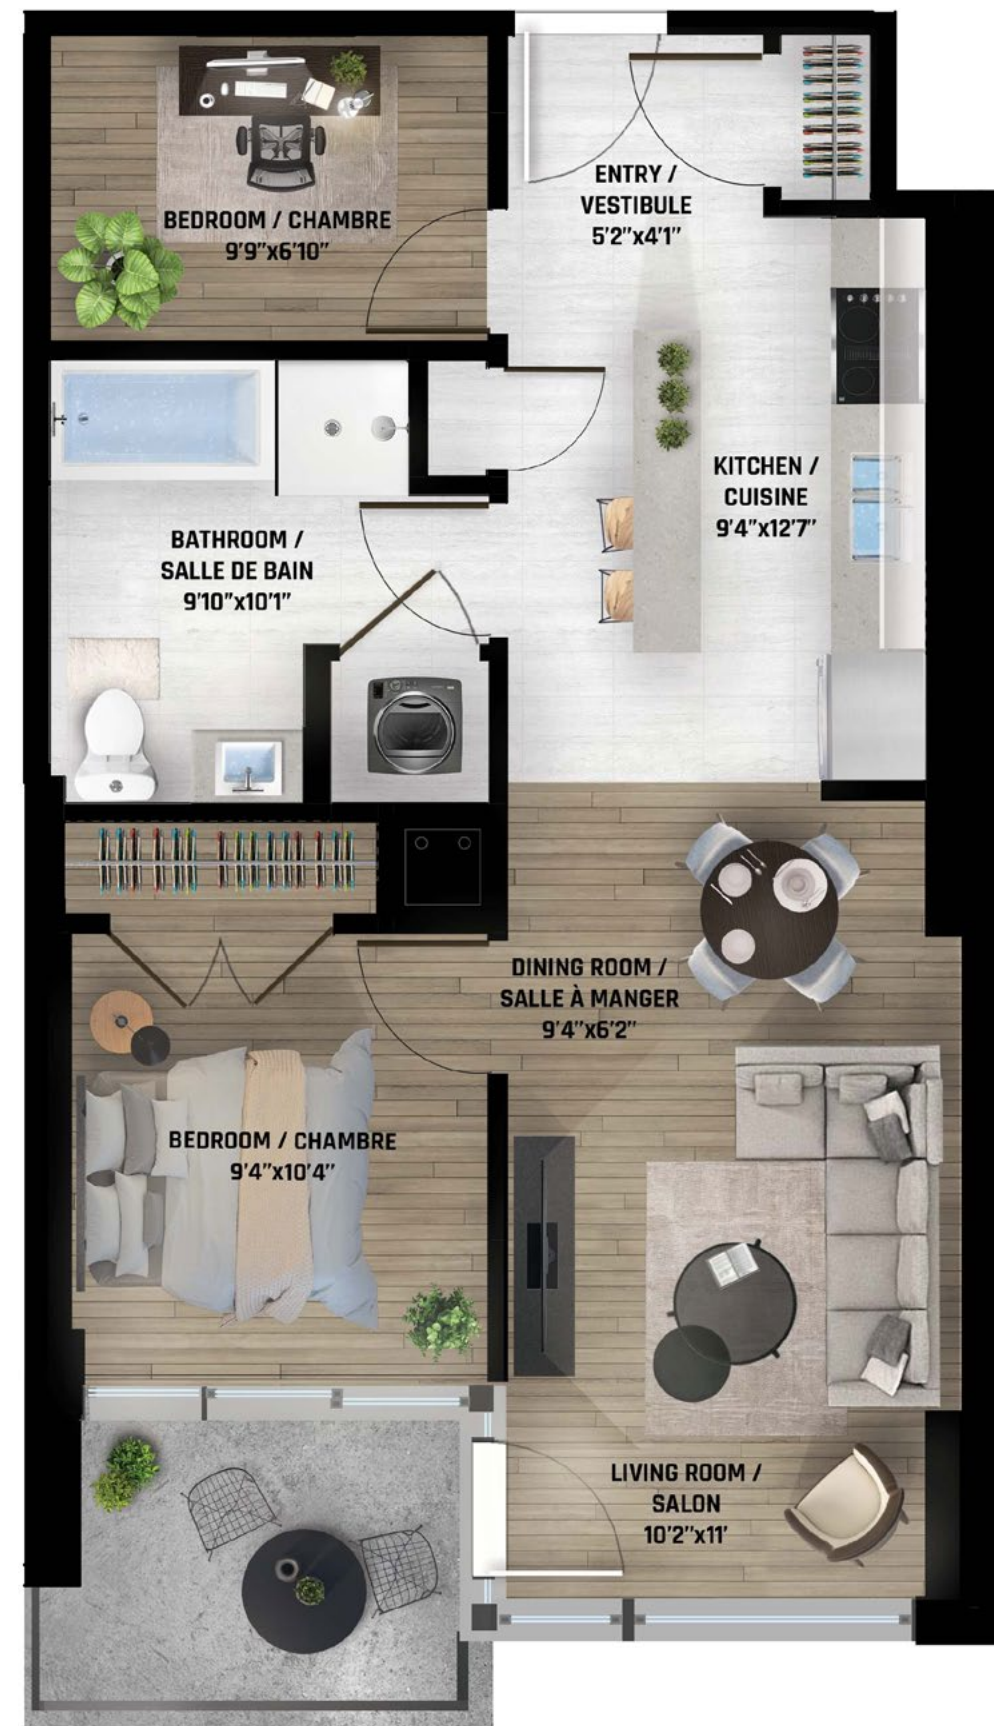 BEDROOM / CHAMBRE
9'9"x6'10"
ENTRY /
VESTIBULE
5'2"x4'1"
KITCHEN /
CUISINE
9'4"x12'7"
BATHROOM /
SALLE DE BAIN
9'10"x10'1"
DINING ROOM /
SALLE À MANGER
9'4"x6'2"
BEDROOM / CHAMBRE
9'4"x10'4"
LIVING ROOM /
SALON
10'2"x11'